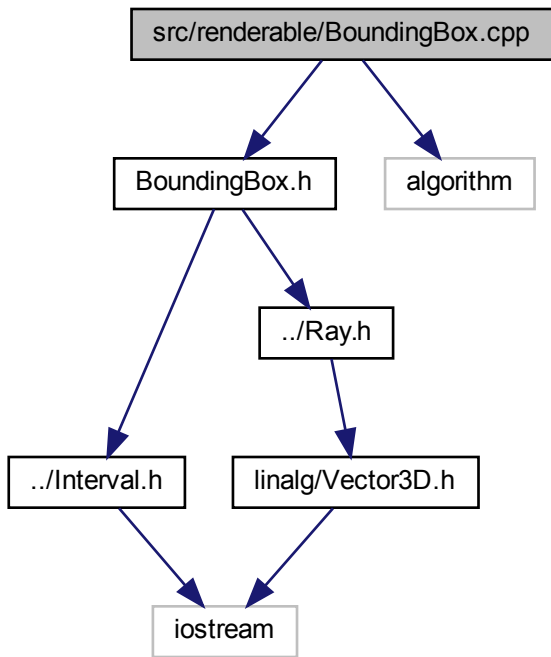 src/renderable/BoundingBox.cpp
BoundingBox.h
algorithm
../Ray.h
../Interval.h
linalg/Vector3D.h
iostream